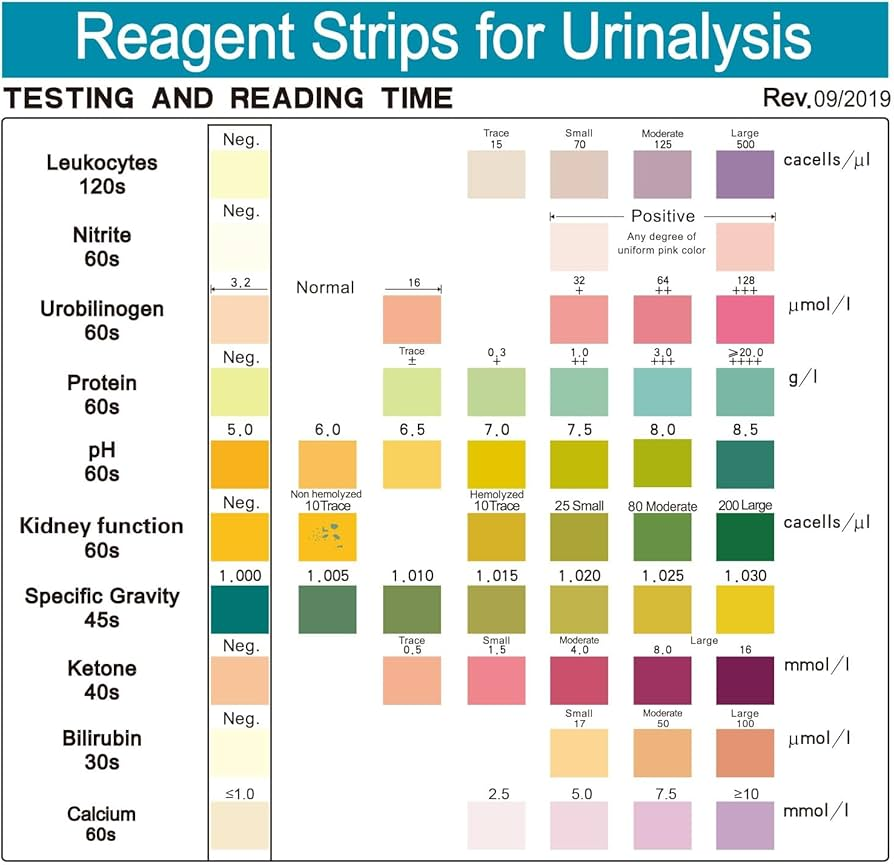 Reagent Strips for Urinalysis
TESTING AND READING TIME Rev.09/2019
Leukocytes
120s
Neg.
Trace
15
Small
70
Moderate
125
Large
500
cacells/μl
Nitrite
60s
Neg.
Positive
Any degree of
uniform pink color
Urobilinogen
60s
3.2
Normal
16
32
+
64
++
128
+++
μmol/l
Protein
60s
Neg.
Trace
±
0.3
+
1.0
++
3.0
+++
⩾20.0
++++
g/l
pH
60s
5.0 6.0 6.5 7.0 7.5 8.0 8.5
Kidney function
60s
Neg.
Non hemolyzed
10Trace
Hemolyzed
10Trace
25 Small
80 Moderate
200 Large
cacells/μl
Specific Gravity
45s
1.000 1.005 1.010 1.015 1.020 1.025 1.030
Ketone
40s
Neg.
Trace
0.5
Small
1.5
Moderate
4.0
Large
8.0 16
mmol/l
Bilirubin
30s
Neg.
Small
17
Moderate
50
Large
100
μmol/l
Calcium
60s
≤1.0 2.5 5.0 7.5 ≥10
mmol/l